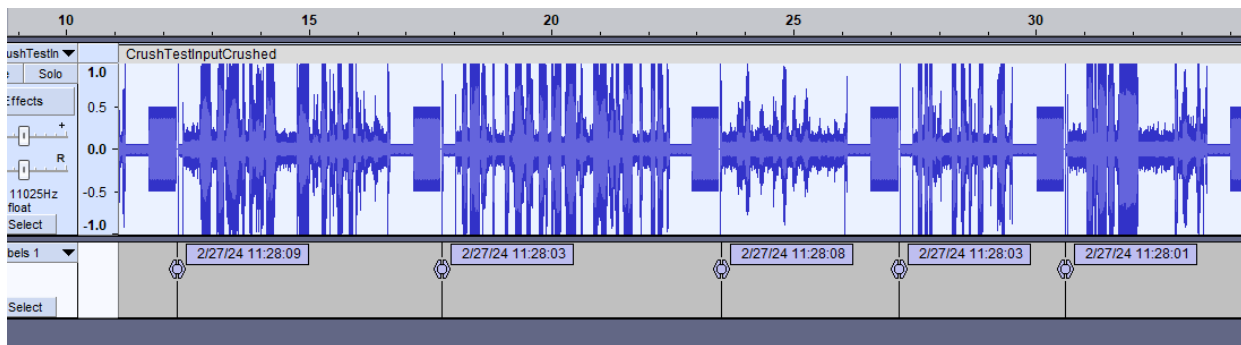 10 15 20 25 30
ushTestIn CrushTestInputCrushed
e Solo 1.0
Effects 0.5
+
0.0
R
11025Hz -0.5
float
Select -1.0
bels 1 2/27/24 11:28:09 2/27/24 11:28:03 2/27/24 11:28:08 2/27/24 11:28:03 2/27/24 11:28:01
Select